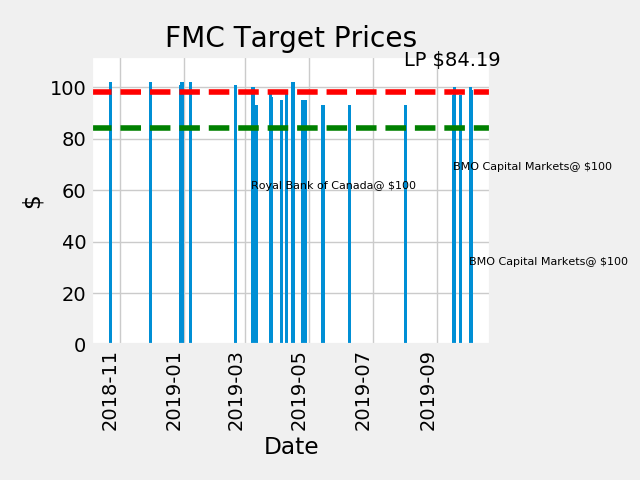 FMC Target Prices
LP $84.19
100
80
60
40
20
0
$
BMO Capital Markets@ $100
Royal Bank of Canada@ $100
BMO Capital Markets@ $100
2018-11
2019-01
2019-03
2019-05
2019-07
2019-09
Date